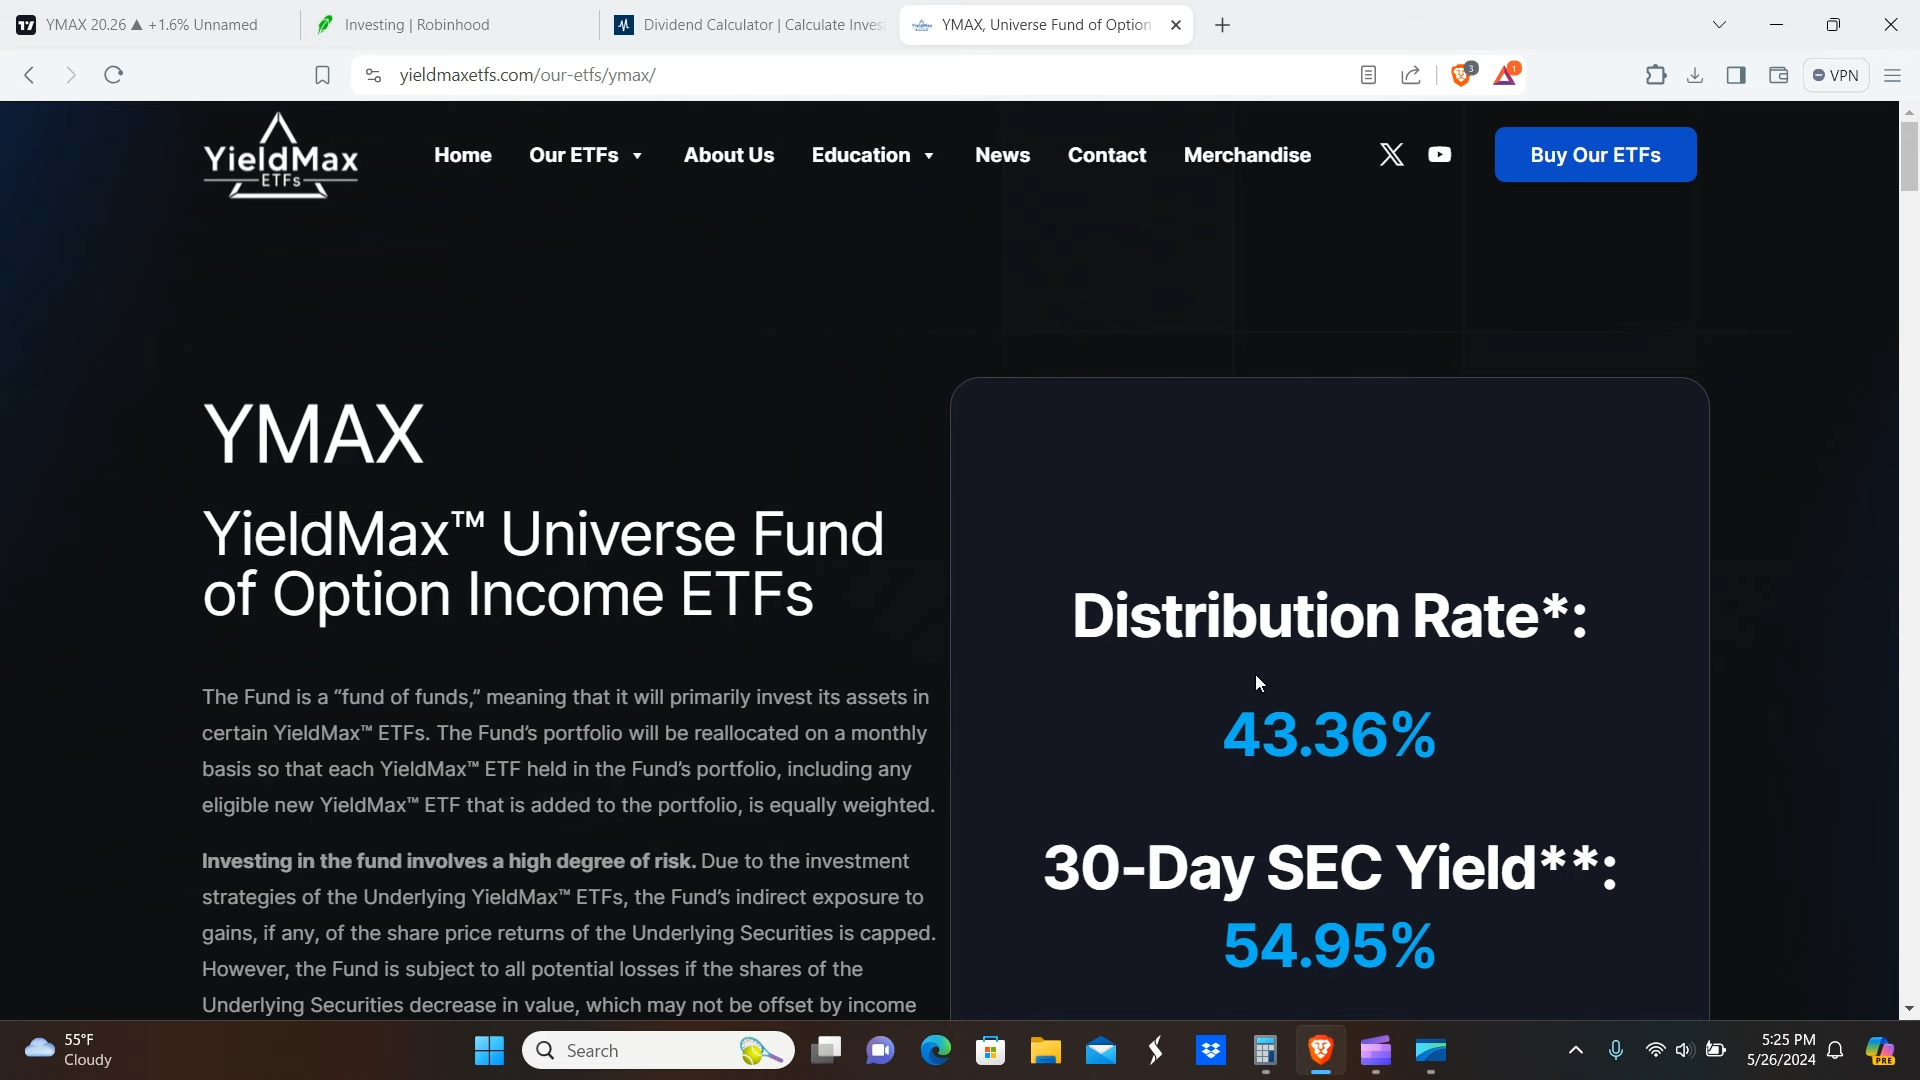 YMAX 20.26 ▲ +1.6% Unnamed
Investing | Robinhood
Dividend Calculator | Calculate Inves
YMAX, Universe Fund of Option
yieldmaxetfs.com/our-etfs/ymax/
3
1
VPN
YieldMax
ETFs
Home
Our ETFs
About Us
Education
News
Contact
Merchandise
Buy Our ETFs
YMAX
YieldMax™ Universe Fund
of Option Income ETFs
The Fund is a “fund of funds,” meaning that it will primarily invest its assets in
certain YieldMax™ ETFs. The Fund’s portfolio will be reallocated on a monthly
basis so that each YieldMax™ ETF held in the Fund’s portfolio, including any
eligible new YieldMax™ ETF that is added to the portfolio, is equally weighted.
Investing in the fund involves a high degree of risk. Due to the investment
strategies of the Underlying YieldMax™ ETFs, the Fund’s indirect exposure to
gains, if any, of the share price returns of the Underlying Securities is capped.
However, the Fund is subject to all potential losses if the shares of the
Underlying Securities decrease in value, which may not be offset by income
Distribution Rate*:
43.36%
30-Day SEC Yield**:
54.95%
55°F
Cloudy
Search
5:25 PM
5/26/2024
PRE